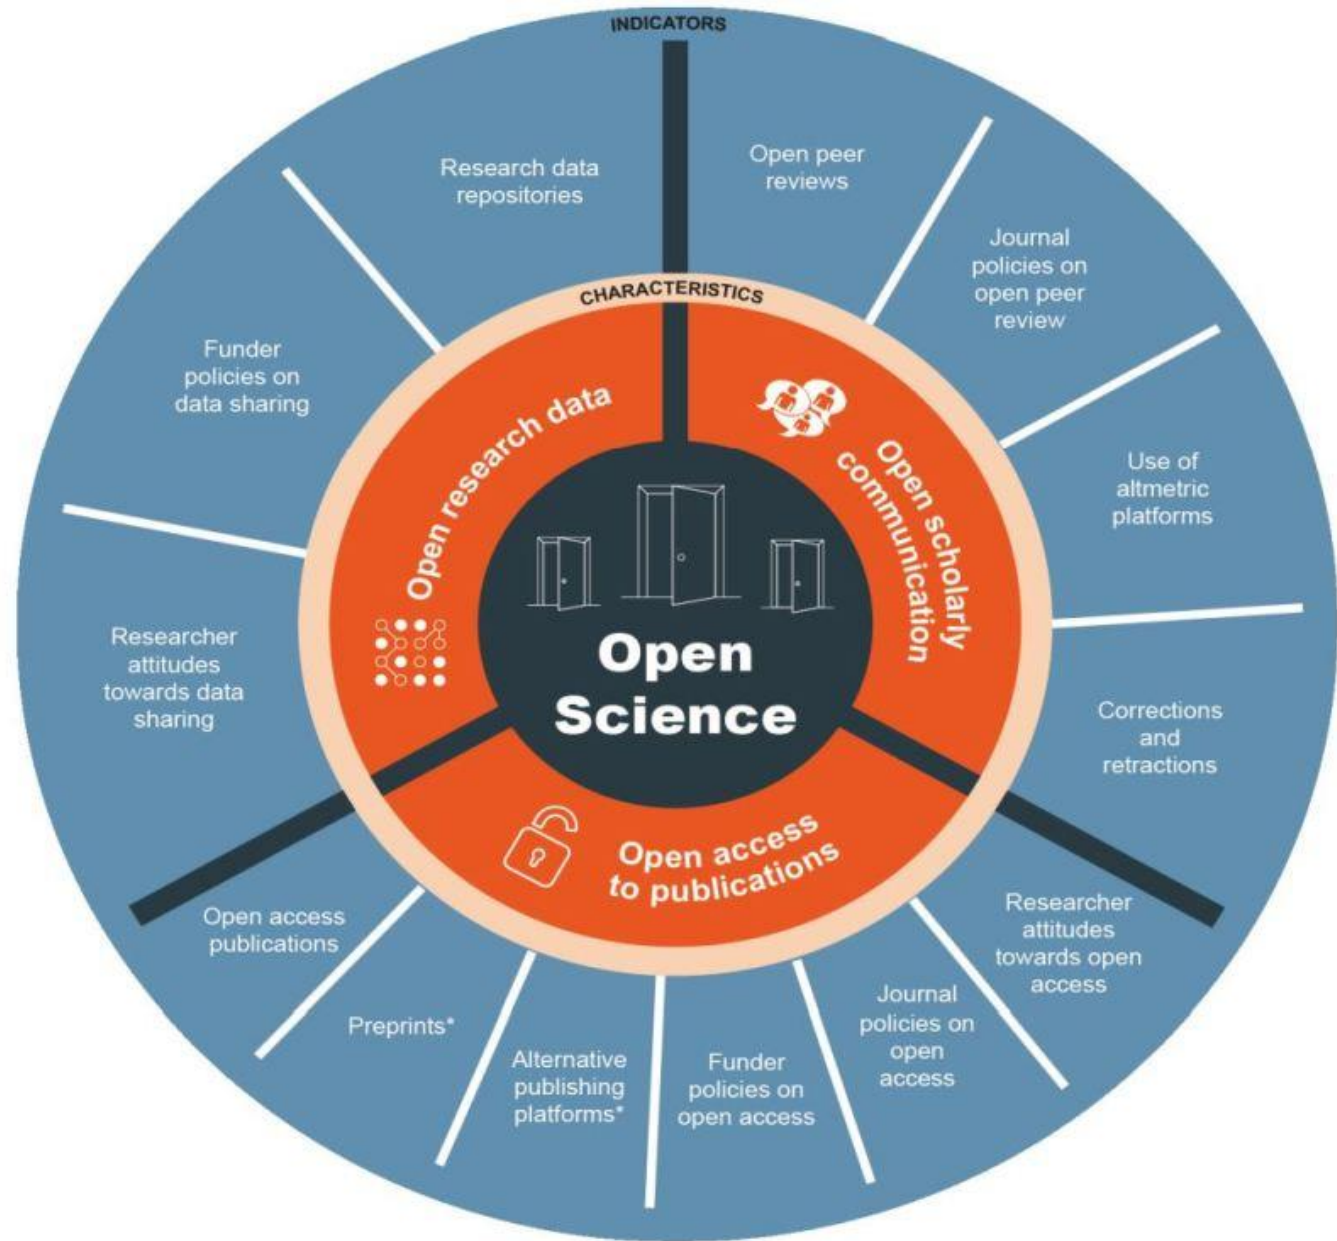 INDICATORS
Open peer
reviews
Journal
policies on
open peer
review
Use of
altmetric
platforms
Corrections
and
retractions
Researcher
attitudes
towards open
access
Journal
policies on
open
access
Funder
policies on
open access
Alternative
publishing
platforms*
Preprints*
Open access
publications
Researcher
attitudes
towards data
sharing
Funder
policies on
data sharing
Research data
repositories
CHARACTERISTICS
Open scholarly
communication
Open access
to publications
Open research data
Open
Science